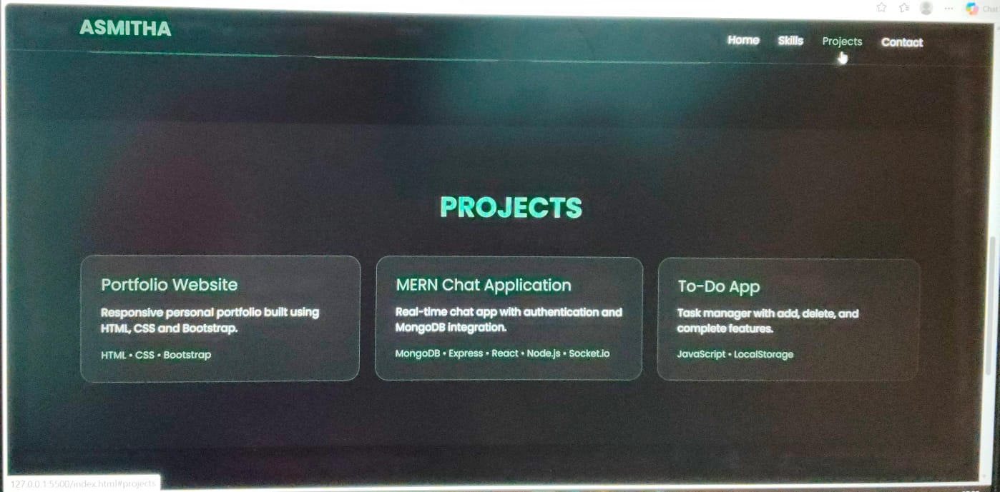 Chat
ASMITHA
Home Skills Projects Contact
PROJECTS
Portfolio Website
Responsive personal portfolio built using
HTML, CSS and Bootstrap.
HTML • CSS • Bootstrap
MERN Chat Application
Real-time chat app with authentication and
MongoDB integration.
MongoDB • Express • React • Node.js • Socket.io
To-Do App
Task manager with add, delete, and
complete features.
JavaScript • LocalStorage
127.0.0.1:5500/index.html#projects